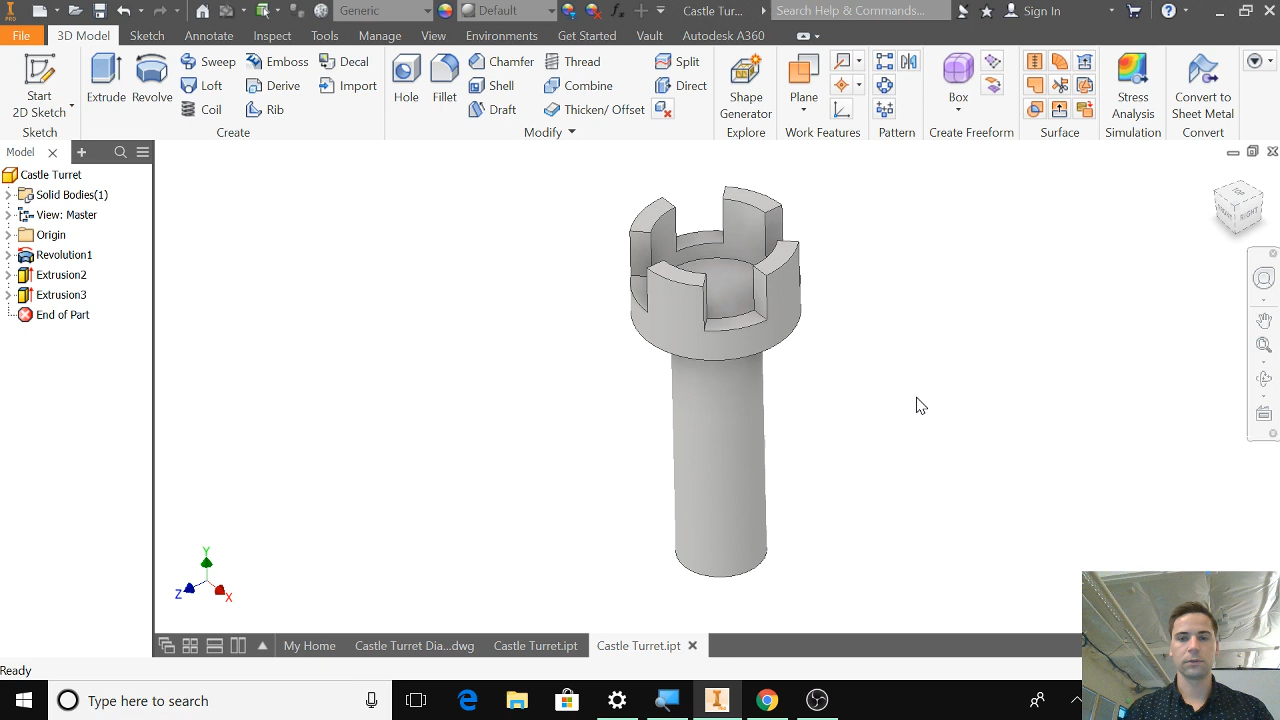 PRO Generic Default Castle Tur... Search Help & Commands... Sign In
File 3D Model Sketch Annotate Inspect Tools Manage View Environments Get Started Vault Autodesk A360
Start
2D Sketch
Extrude Revolve
Sweep Emboss Decal
Loft Derive Import
Coil Rib
Hole Fillet
Chamfer Thread Split
Shell Combine Direct
Draft Thicken/ Offset
Shape
Generator
Plane
Box
Stress
Analysis
Convert to
Sheet Metal
Sketch Create Modify Explore Work Features Pattern Create Freeform Surface Simulation Convert
Model
Castle Turret
Solid Bodies(1)
View: Master
Origin
Revolution1
Extrusion2
Extrusion3
End of Part
TOP
FRONT RIGHT
Y
Z
X
My Home Castle Turret Dia...dwg Castle Turret.ipt Castle Turret.ipt
Ready
Type here to search